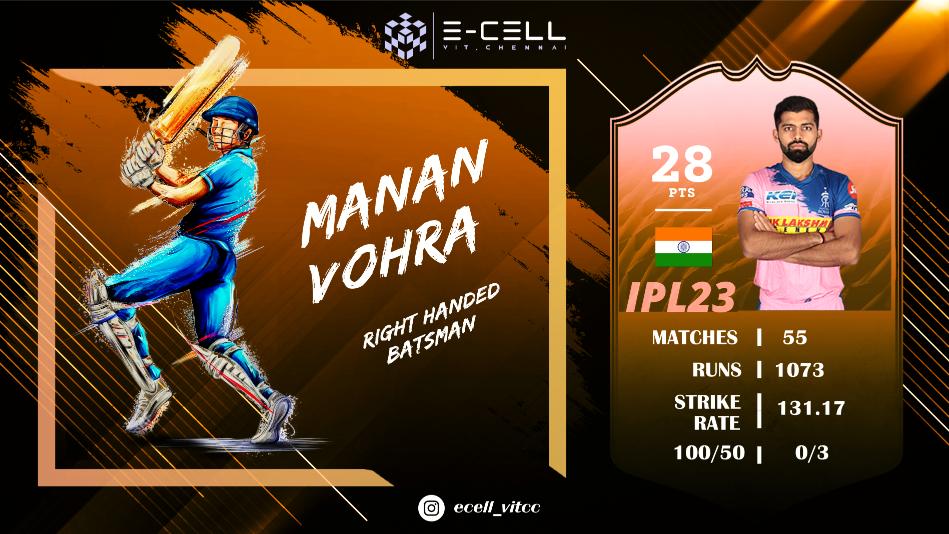 E-CELL
VIT, CHENNAI
MANAN
VOHRA
RIGHT HANDED
BATSMAN
28
PTS
KEI
IPL23
MATCHES | 55
RUNS | 1073
STRIKE
RATE | 131.17
100/50 | 0/3
ecell_vitcc